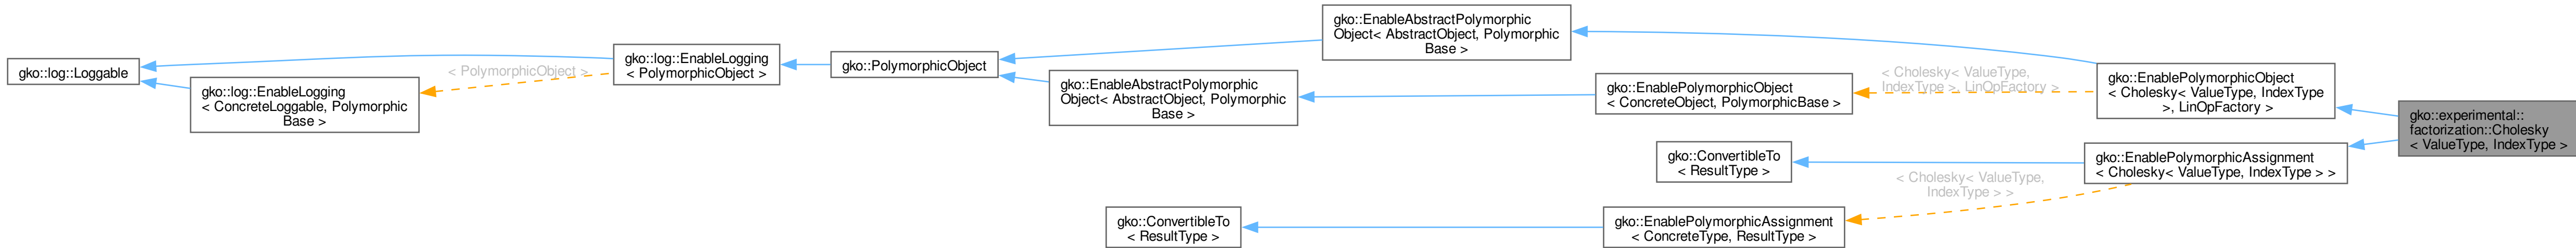 gko::log::Loggable
gko::log::EnableLogging
< ConcreteLoggable, Polymorphic
Base >
< PolymorphicObject >
gko::log::EnableLogging
< PolymorphicObject >
gko::PolymorphicObject
gko::EnableAbstractPolymorphic
Object< AbstractObject, Polymorphic
Base >
gko::EnableAbstractPolymorphic
Object< AbstractObject, Polymorphic
Base >
gko::EnablePolymorphicObject
< ConcreteObject, PolymorphicBase >
< Cholesky< ValueType,
IndexType >, LinOpFactory >
gko::EnablePolymorphicObject
< Cholesky< ValueType, IndexType
>, LinOpFactory >
gko::experimental::
factorization::Cholesky
< ValueType, IndexType >
gko::ConvertibleTo
< ResultType >
gko::EnablePolymorphicAssignment
< Cholesky< ValueType, IndexType > >
< Cholesky< ValueType,
IndexType > >
gko::ConvertibleTo
< ResultType >
gko::EnablePolymorphicAssignment
< ConcreteType, ResultType >